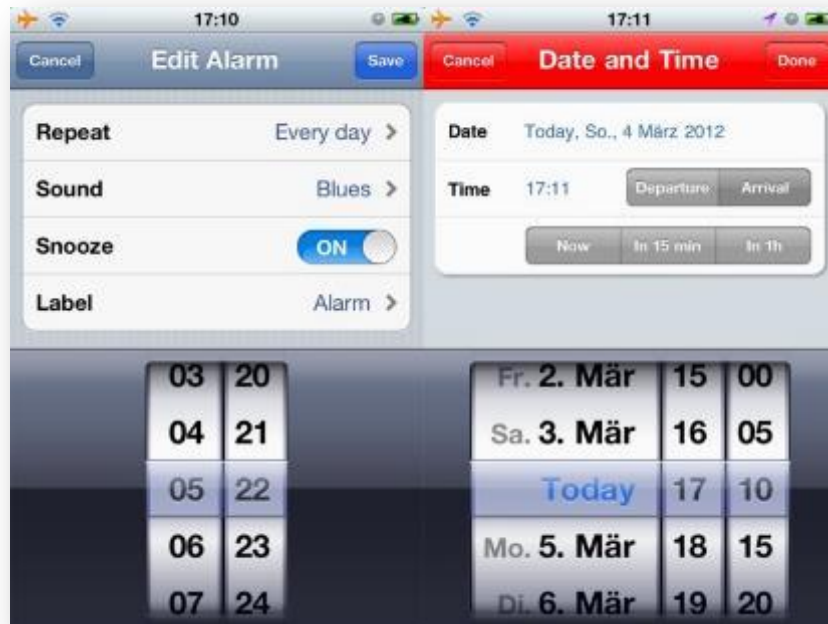 17:10
Cancel Edit Alarm Save
Repeat Every day >
Sound Blues >
Snooze ON
Label Alarm >
03 20
04 21
05 22
06 23
07 24
17:11
Cancel Date and Time Done
Date Today, So., 4 März 2012
Time 17:11 Departure Arrival
Now In 15 min In 1h
Fr. 2. Mär 15 00
Sa. 3. Mär 16 05
Today 17 10
Mo. 5. Mär 18 15
Di. 6. Mär 19 20